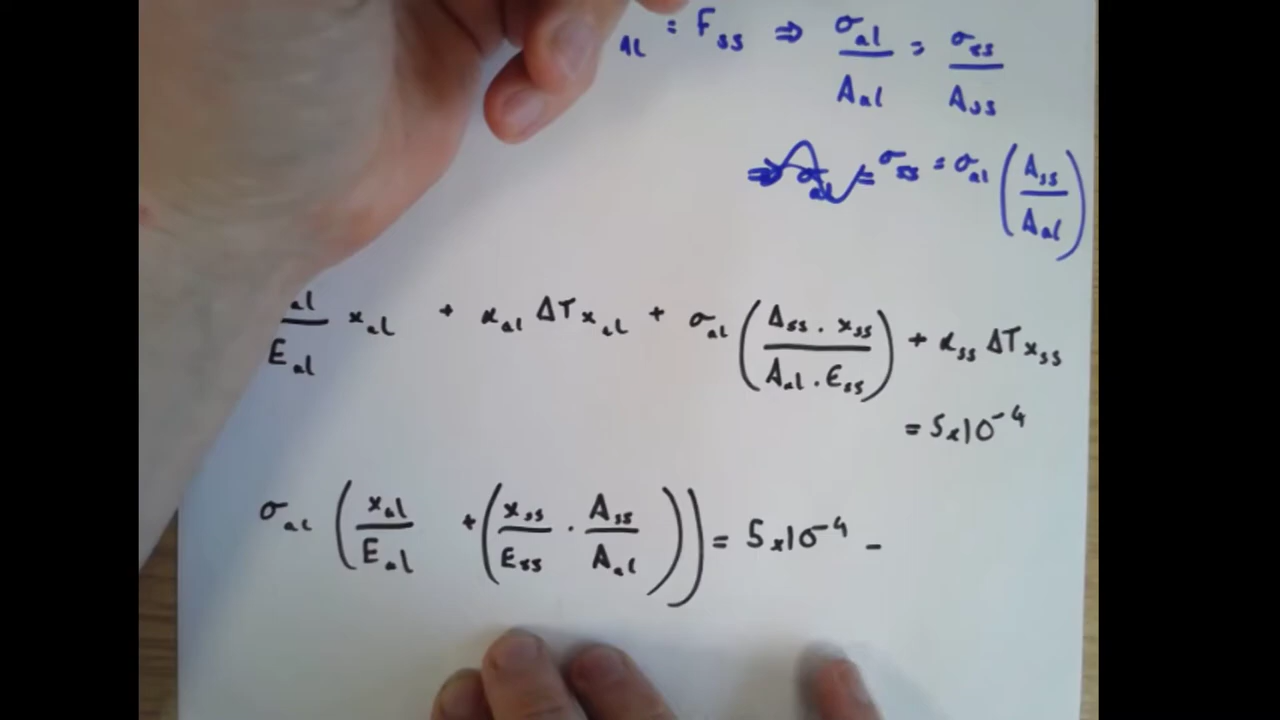 AL = Fss ⇒ σal / Aal = σss / Ass
σss = σal ( Ass / Aal )
al / Eal xal + αal ΔT xal + σal ( Ass . xss / Aal . Ess ) + αss ΔT xss
= 5x10^-4
σal ( xal / Eal + ( xss / Ess . Ass / Aal ) ) = 5x10^-4 -